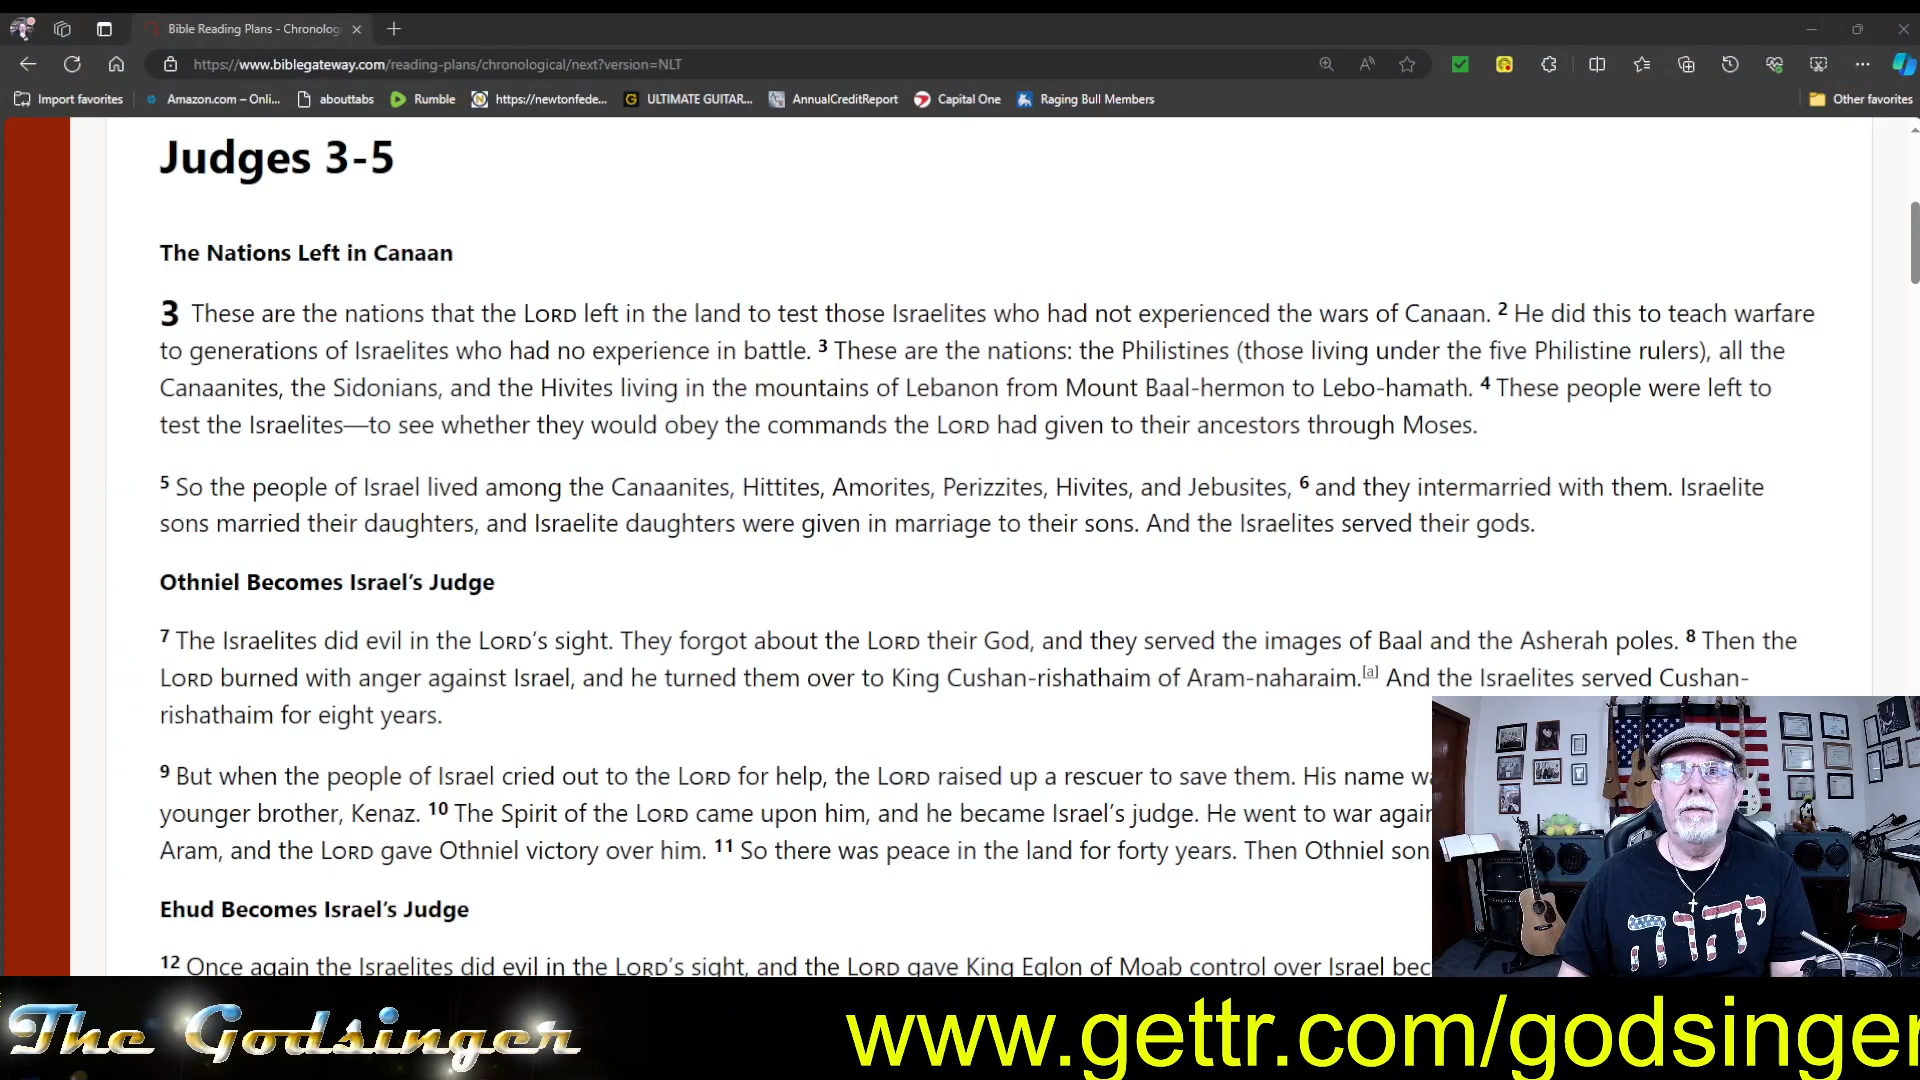 Bible Reading Plans - Chronolog
https://www.biblegateway.com/reading-plans/chronological/next?version=NLT
Import favorites Amazon.com – Onli... abouttabs Rumble https://newtonfede... ULTIMATE GUITAR... AnnualCreditReport Capital One Raging Bull Members Other favorites
Judges 3-5
The Nations Left in Canaan
3 These are the nations that the LORD left in the land to test those Israelites who had not experienced the wars of Canaan. 2 He did this to teach warfare
to generations of Israelites who had no experience in battle. 3 These are the nations: the Philistines (those living under the five Philistine rulers), all the
Canaanites, the Sidonians, and the Hivites living in the mountains of Lebanon from Mount Baal-hermon to Lebo-hamath. 4 These people were left to
test the Israelites—to see whether they would obey the commands the LORD had given to their ancestors through Moses.
5 So the people of Israel lived among the Canaanites, Hittites, Amorites, Perizzites, Hivites, and Jebusites, 6 and they intermarried with them. Israelite
sons married their daughters, and Israelite daughters were given in marriage to their sons. And the Israelites served their gods.
Othniel Becomes Israel’s Judge
7 The Israelites did evil in the LORD’s sight. They forgot about the LORD their God, and they served the images of Baal and the Asherah poles. 8 Then the
LORD burned with anger against Israel, and he turned them over to King Cushan-rishathaim of Aram-naharaim.[a] And the Israelites served Cushan-
rishathaim for eight years.
9 But when the people of Israel cried out to the LORD for help, the LORD raised up a rescuer to save them. His name wa
younger brother, Kenaz. 10 The Spirit of the LORD came upon him, and he became Israel’s judge. He went to war again
Aram, and the LORD gave Othniel victory over him. 11 So there was peace in the land for forty years. Then Othniel son
Ehud Becomes Israel’s Judge
12 Once again the Israelites did evil in the LORD’s sight, and the LORD gave King Eglon of Moab control over Israel bec
יהוה
The Godsinger
www.gettr.com/godsinger